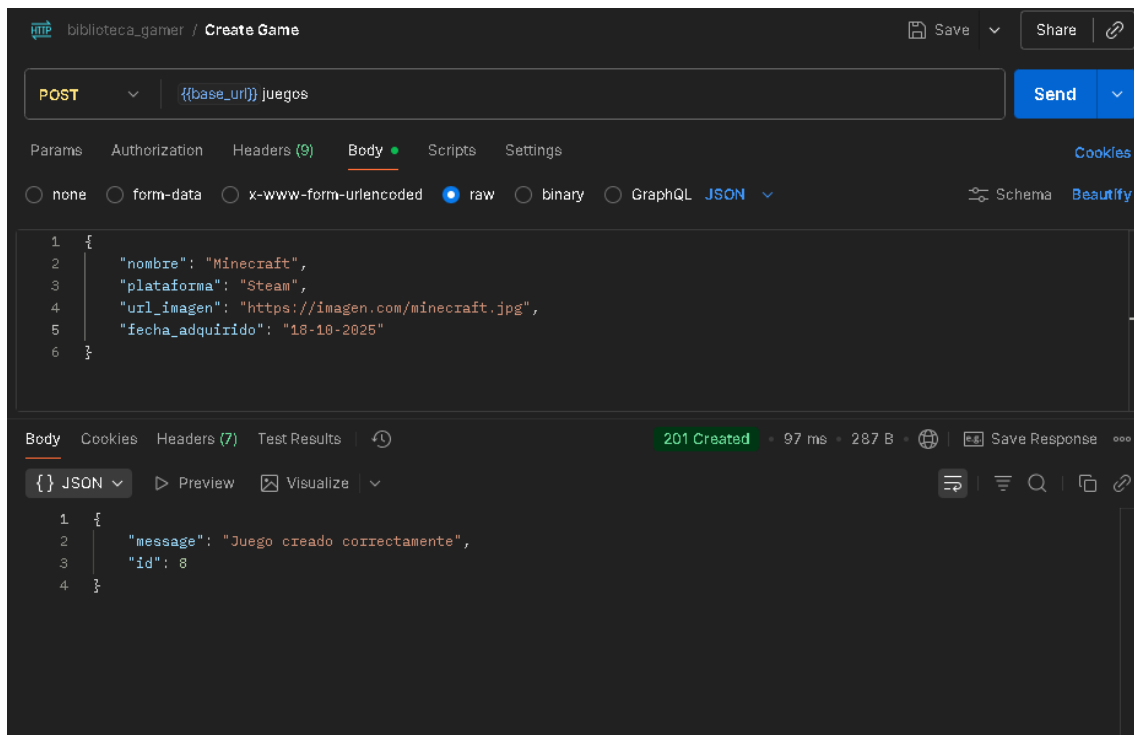 HTTP biblioteca_gamer / Create Game Save Share
POST {{base_url}} juegos Send
Params Authorization Headers (9) Body Scripts Settings Cookies
none form-data x-www-form-urlencoded raw binary GraphQL JSON Schema Beautify
1 {
2 "nombre": "Minecraft",
3 "plataforma": "Steam",
4 "url_imagen": "https://imagen.com/minecraft.jpg",
5 "fecha_adquirido": "18-10-2025"
6 }
Body Cookies Headers (7) Test Results 201 Created • 97 ms • 287 B • e.g. Save Response
{} JSON Preview Visualize
1 {
2 "message": "Juego creado correctamente",
3 "id": 8
4 }